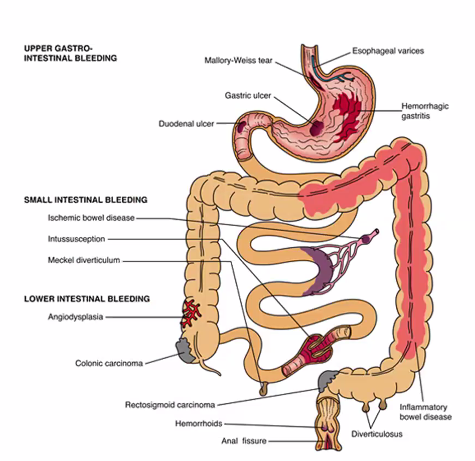 UPPER GASTRO-
INTESTINAL BLEEDING
Mallory-Weiss tear
Esophageal varices
Gastric ulcer
Hemorrhagic
gastritis
Duodenal ulcer
SMALL INTESTINAL BLEEDING
Ischemic bowel disease
Intussusception
Meckel diverticulum
LOWER INTESTINAL BLEEDING
Angiodysplasia
Colonic carcinoma
Rectosigmoid carcinoma
Hemorrhoids
Anal fissure
Inflammatory
bowel disease
Diverticulosus